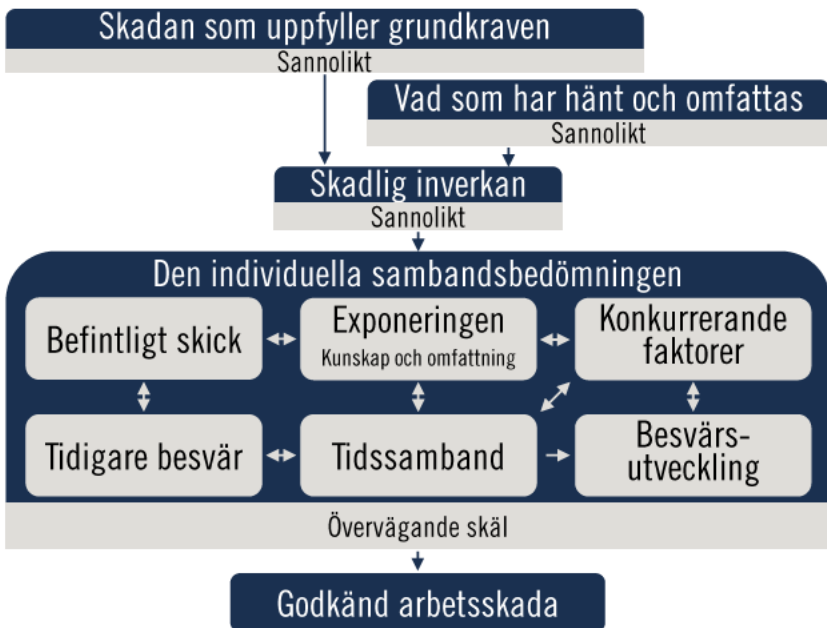 Skadan som uppfyller grundkraven
Sannolikt
Vad som har hänt och omfattas
Sannolikt
Skadlig inverkan
Sannolikt
Den individuella sambandsbedömningen
Befintligt skick
Exponeringen
Kunskap och omfattning
Konkurrerande
faktorer
Tidigare besvär
Tidssamband
Besvärs-
utveckling
Övervägande skäl
Godkänd arbetsskada